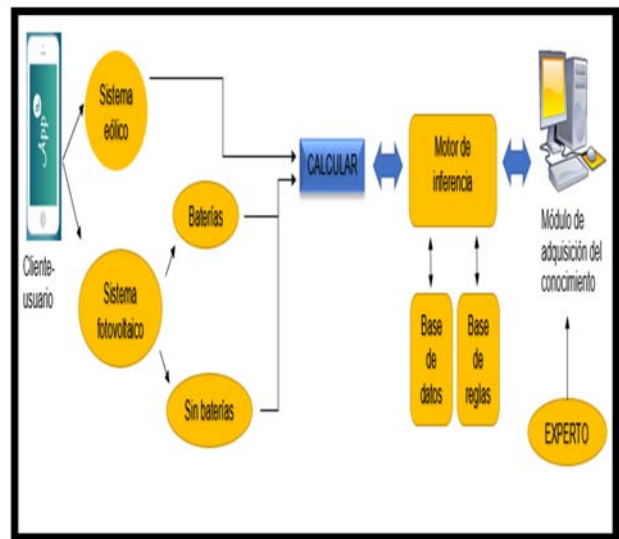 App
Cliente-
usuario
Sistema
eólico
Sistema
fotovoltaico
Baterías
Sin baterías
CALCULAR
Motor de
inferencia
Base
de
datos
Base
de
reglas
Módulo de
adquisición del
conocimiento
EXPERTO